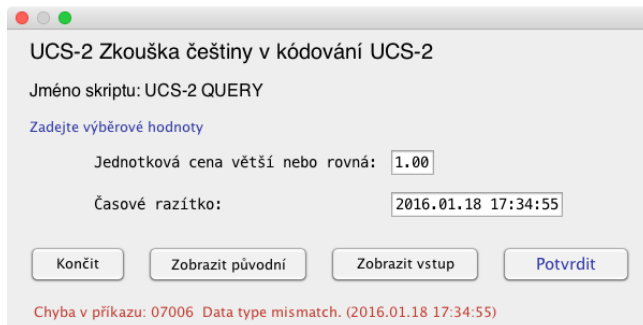 UCS-2 Zkouška češtiny v kódování UCS-2
Jméno skriptu: UCS-2 QUERY
Zadejte výběrové hodnoty
Jednotková cena větší nebo rovná: 1.00
Časové razítko: 2016.01.18 17:34:55
Končit Zobrazit původní Zobrazit vstup Potvrdit
Chyba v příkazu: 07006 Data type mismatch. (2016.01.18 17:34:55)